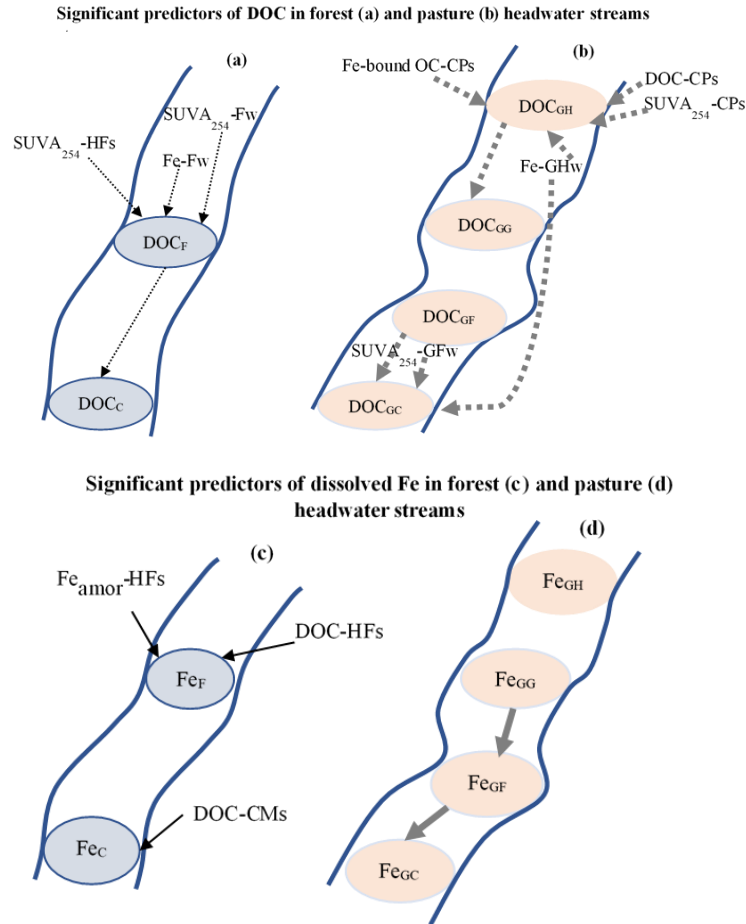 Significant predictors of DOC in forest (a) and pasture (b) headwater streams
(a)
SUVA254-Fw
SUVA254-HFs
Fe-Fw
DOCF
DOCC
(b)
Fe-bound OC-CPs
DOC-CPs
SUVA254-CPs
DOCGH
Fe-GHw
DOCGG
DOCGF
SUVA254-GFw
DOCGC
Significant predictors of dissolved Fe in forest (c) and pasture (d)
headwater streams
(c)
Feamor-HFs
DOC-HFs
FeF
DOC-CMs
FeC
(d)
FeGH
FeGG
FeGF
FeGC